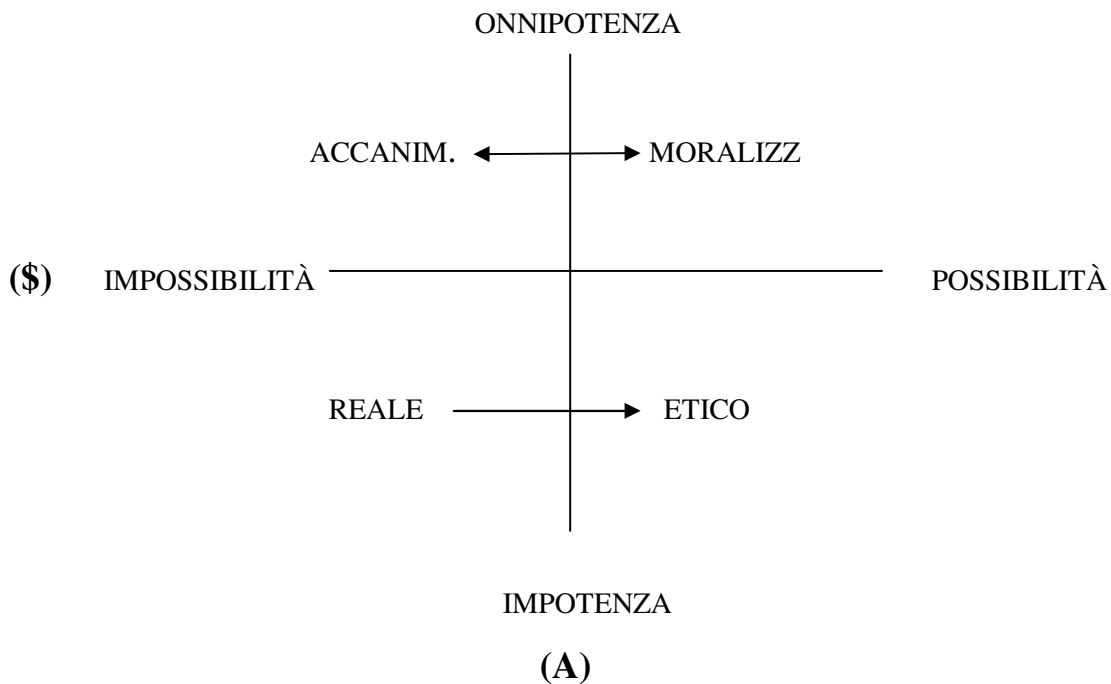 ONNIPOTENZA
ACCANIM. MORALIZZ
($) IMPOSSIBILITÀ POSSIBILITÀ
REALE ETICO
IMPOTENZA
(A)